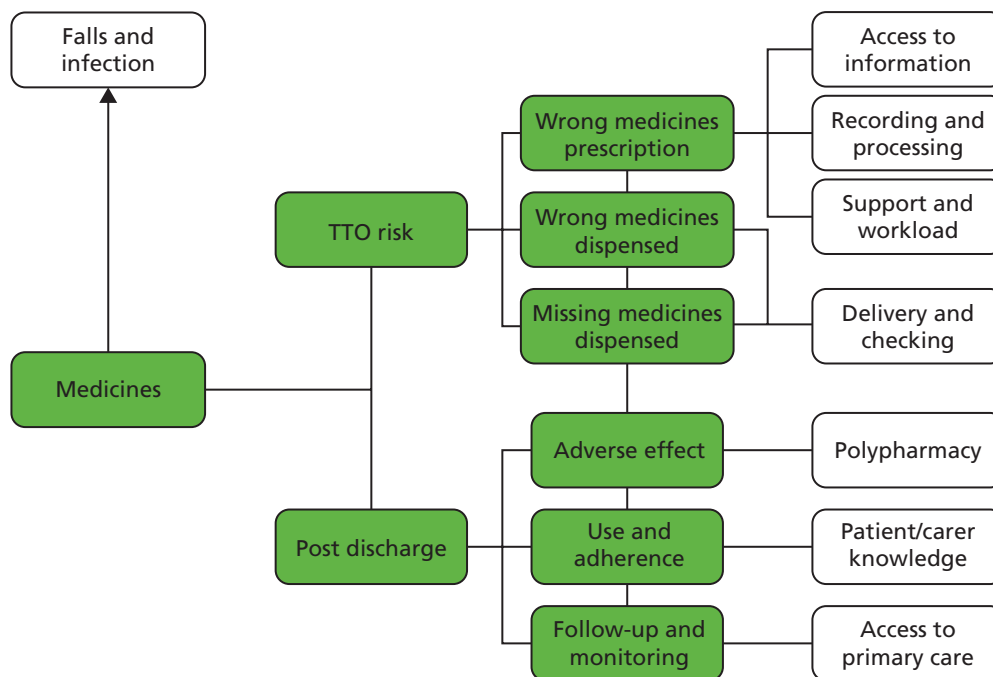 Falls and
infection
Access to
information
Wrong medicines
prescription
Recording and
processing
TTO risk
Wrong medicines
dispensed
Support and
workload
Missing medicines
dispensed
Delivery and
checking
Medicines
Adverse effect
Polypharmacy
Post discharge
Use and
adherence
Patient/carer
knowledge
Follow-up and
monitoring
Access to
primary care